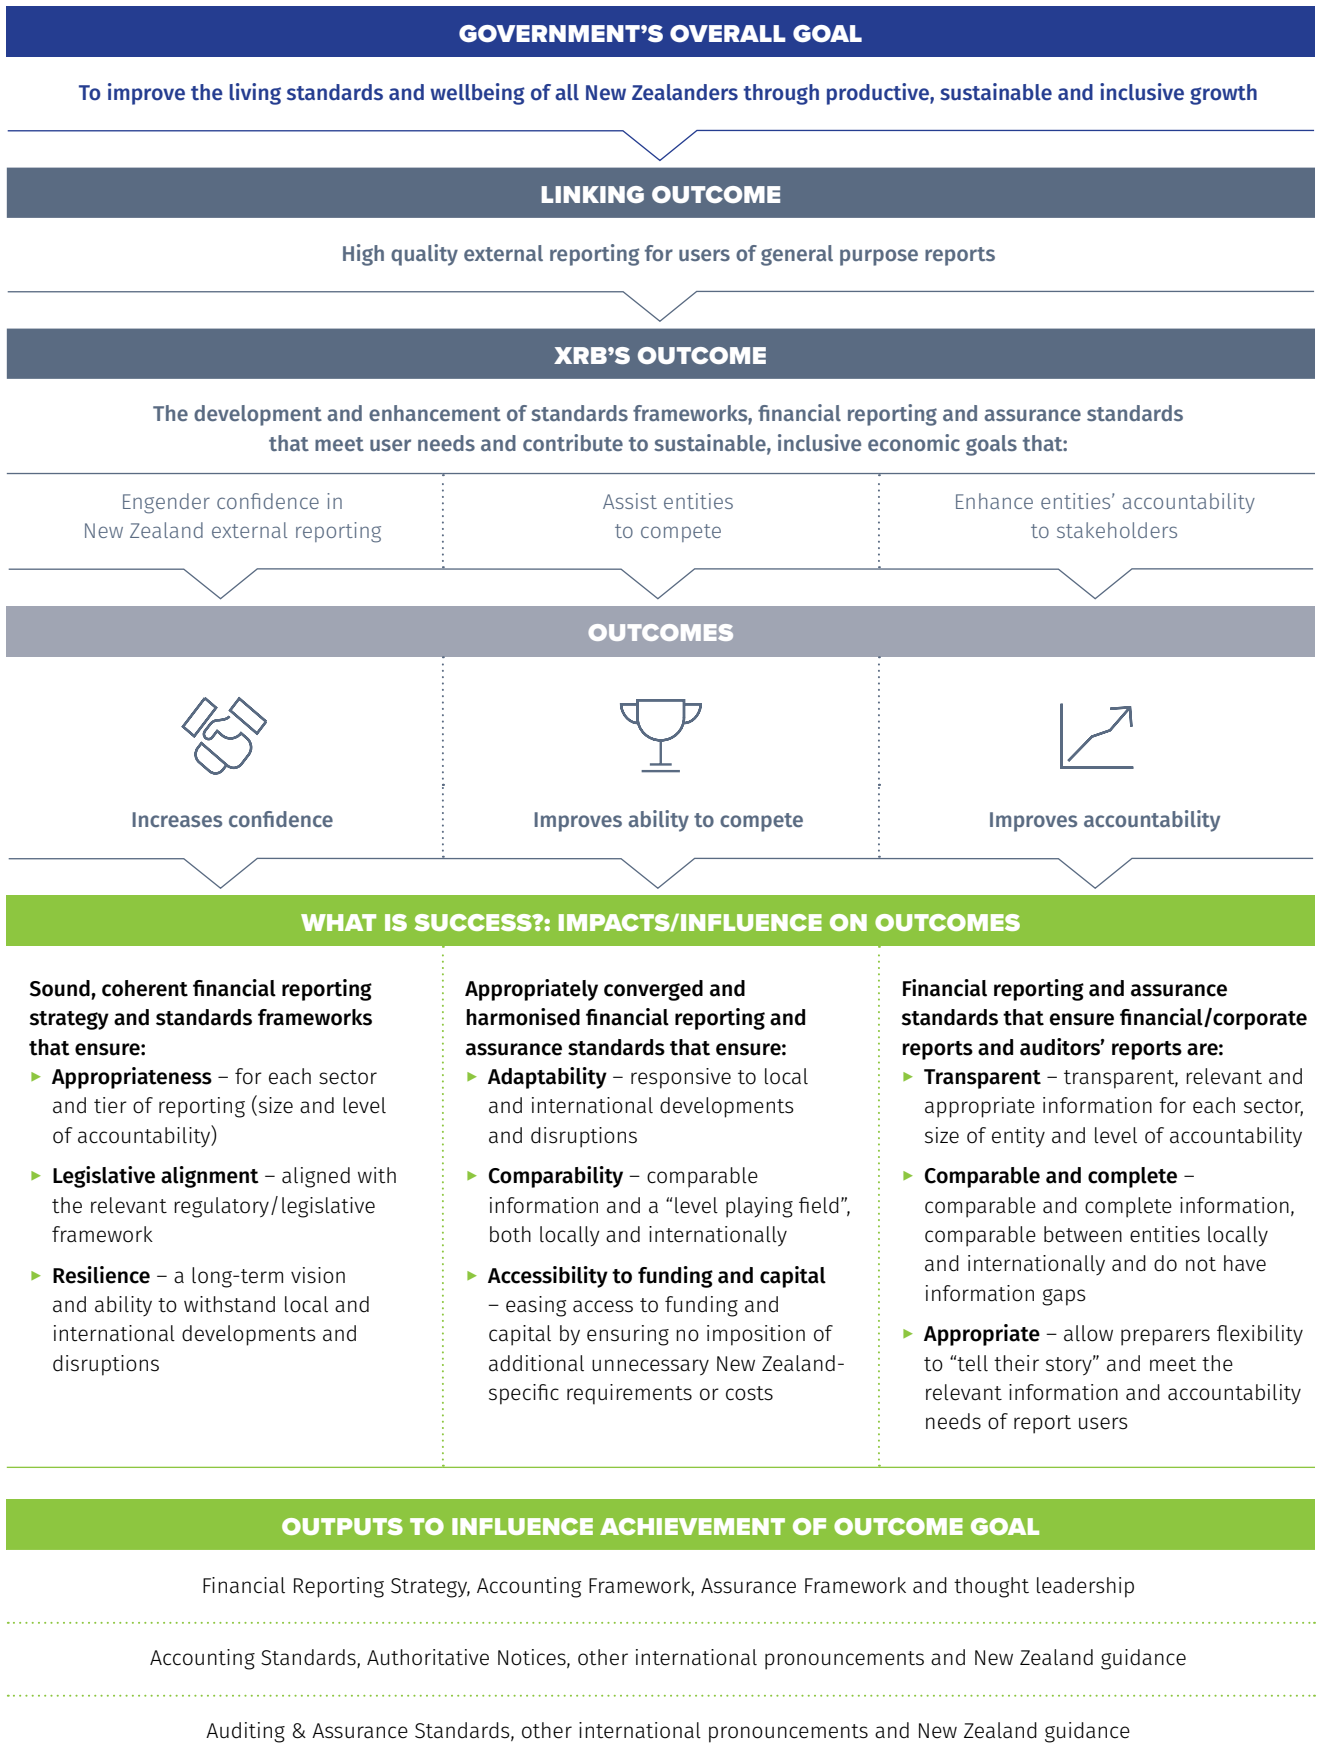 GOVERNMENT'S OVERALL GOAL
To improve the living standards and wellbeing of all New Zealanders through productive, sustainable and inclusive growth
LINKING OUTCOME
High quality external reporting for users of general purpose reports
XRB'S OUTCOME
The development and enhancement of standards frameworks, financial reporting and assurance standards
that meet user needs and contribute to sustainable, inclusive economic goals that:
Engender confidence in
New Zealand external reporting
Assist entities
to compete
Enhance entities' accountability
to stakeholders
OUTCOMES
Increases confidence
Improves ability to compete
Improves accountability
WHAT IS SUCCESS?: IMPACTS/INFLUENCE ON OUTCOMES
Sound, coherent financial reporting
strategy and standards frameworks
that ensure:
► Appropriateness – for each sector
and tier of reporting (size and level
of accountability)
► Legislative alignment – aligned with
the relevant regulatory/legislative
framework
► Resilience – a long-term vision
and ability to withstand local and
international developments and
disruptions
Appropriately converged and
harmonised financial reporting and
assurance standards that ensure:
► Adaptability – responsive to local
and international developments
and disruptions
► Comparability – comparable
information and a “level playing field”,
both locally and internationally
► Accessibility to funding and capital
– easing access to funding and
capital by ensuring no imposition of
additional unnecessary New Zealand-
specific requirements or costs
Financial reporting and assurance
standards that ensure financial/corporate
reports and auditors' reports are:
► Transparent – transparent, relevant and
appropriate information for each sector,
size of entity and level of accountability
► Comparable and complete –
comparable and complete information,
comparable between entities locally
and internationally and do not have
information gaps
► Appropriate – allow preparers flexibility
to “tell their story” and meet the
relevant information and accountability
needs of report users
OUTPUTS TO INFLUENCE ACHIEVEMENT OF OUTCOME GOAL
Financial Reporting Strategy, Accounting Framework, Assurance Framework and thought leadership
Accounting Standards, Authoritative Notices, other international pronouncements and New Zealand guidance
Auditing & Assurance Standards, other international pronouncements and New Zealand guidance